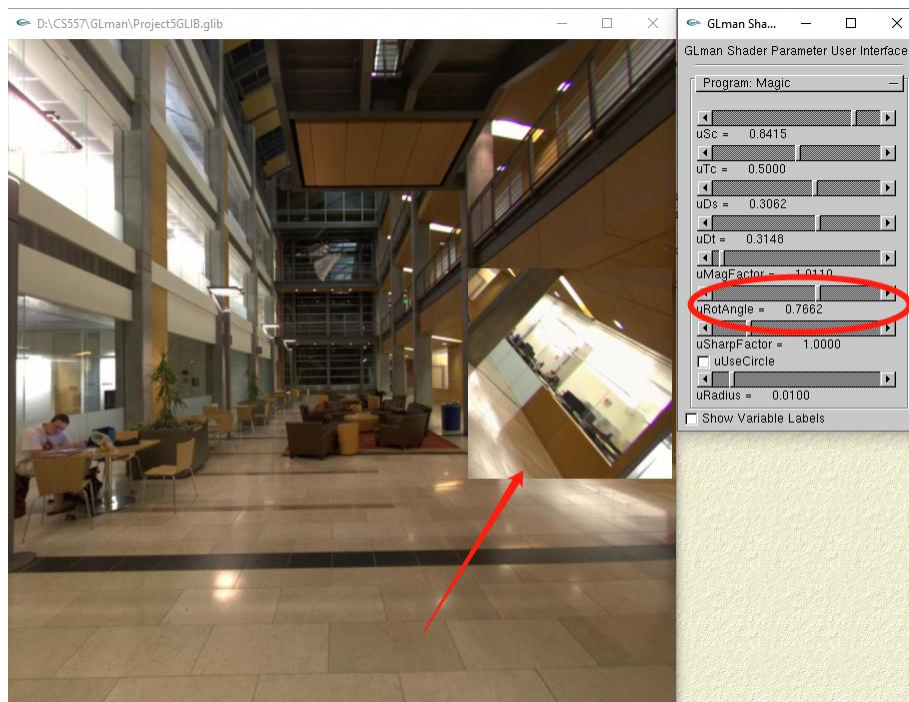 D:\CS557\GLman\Project5GLIB.glib
GLman Sha...
GLman Shader Parameter User Interface
Program: Magic
uSc = 0.8415
uTc = 0.5000
uDs = 0.3062
uDt = 0.3148
uMagFactor = 1.0110
uRotAngle = 0.7662
uSharpFactor = 1.0000
uUseCircle
uRadius = 0.0100
Show Variable Labels